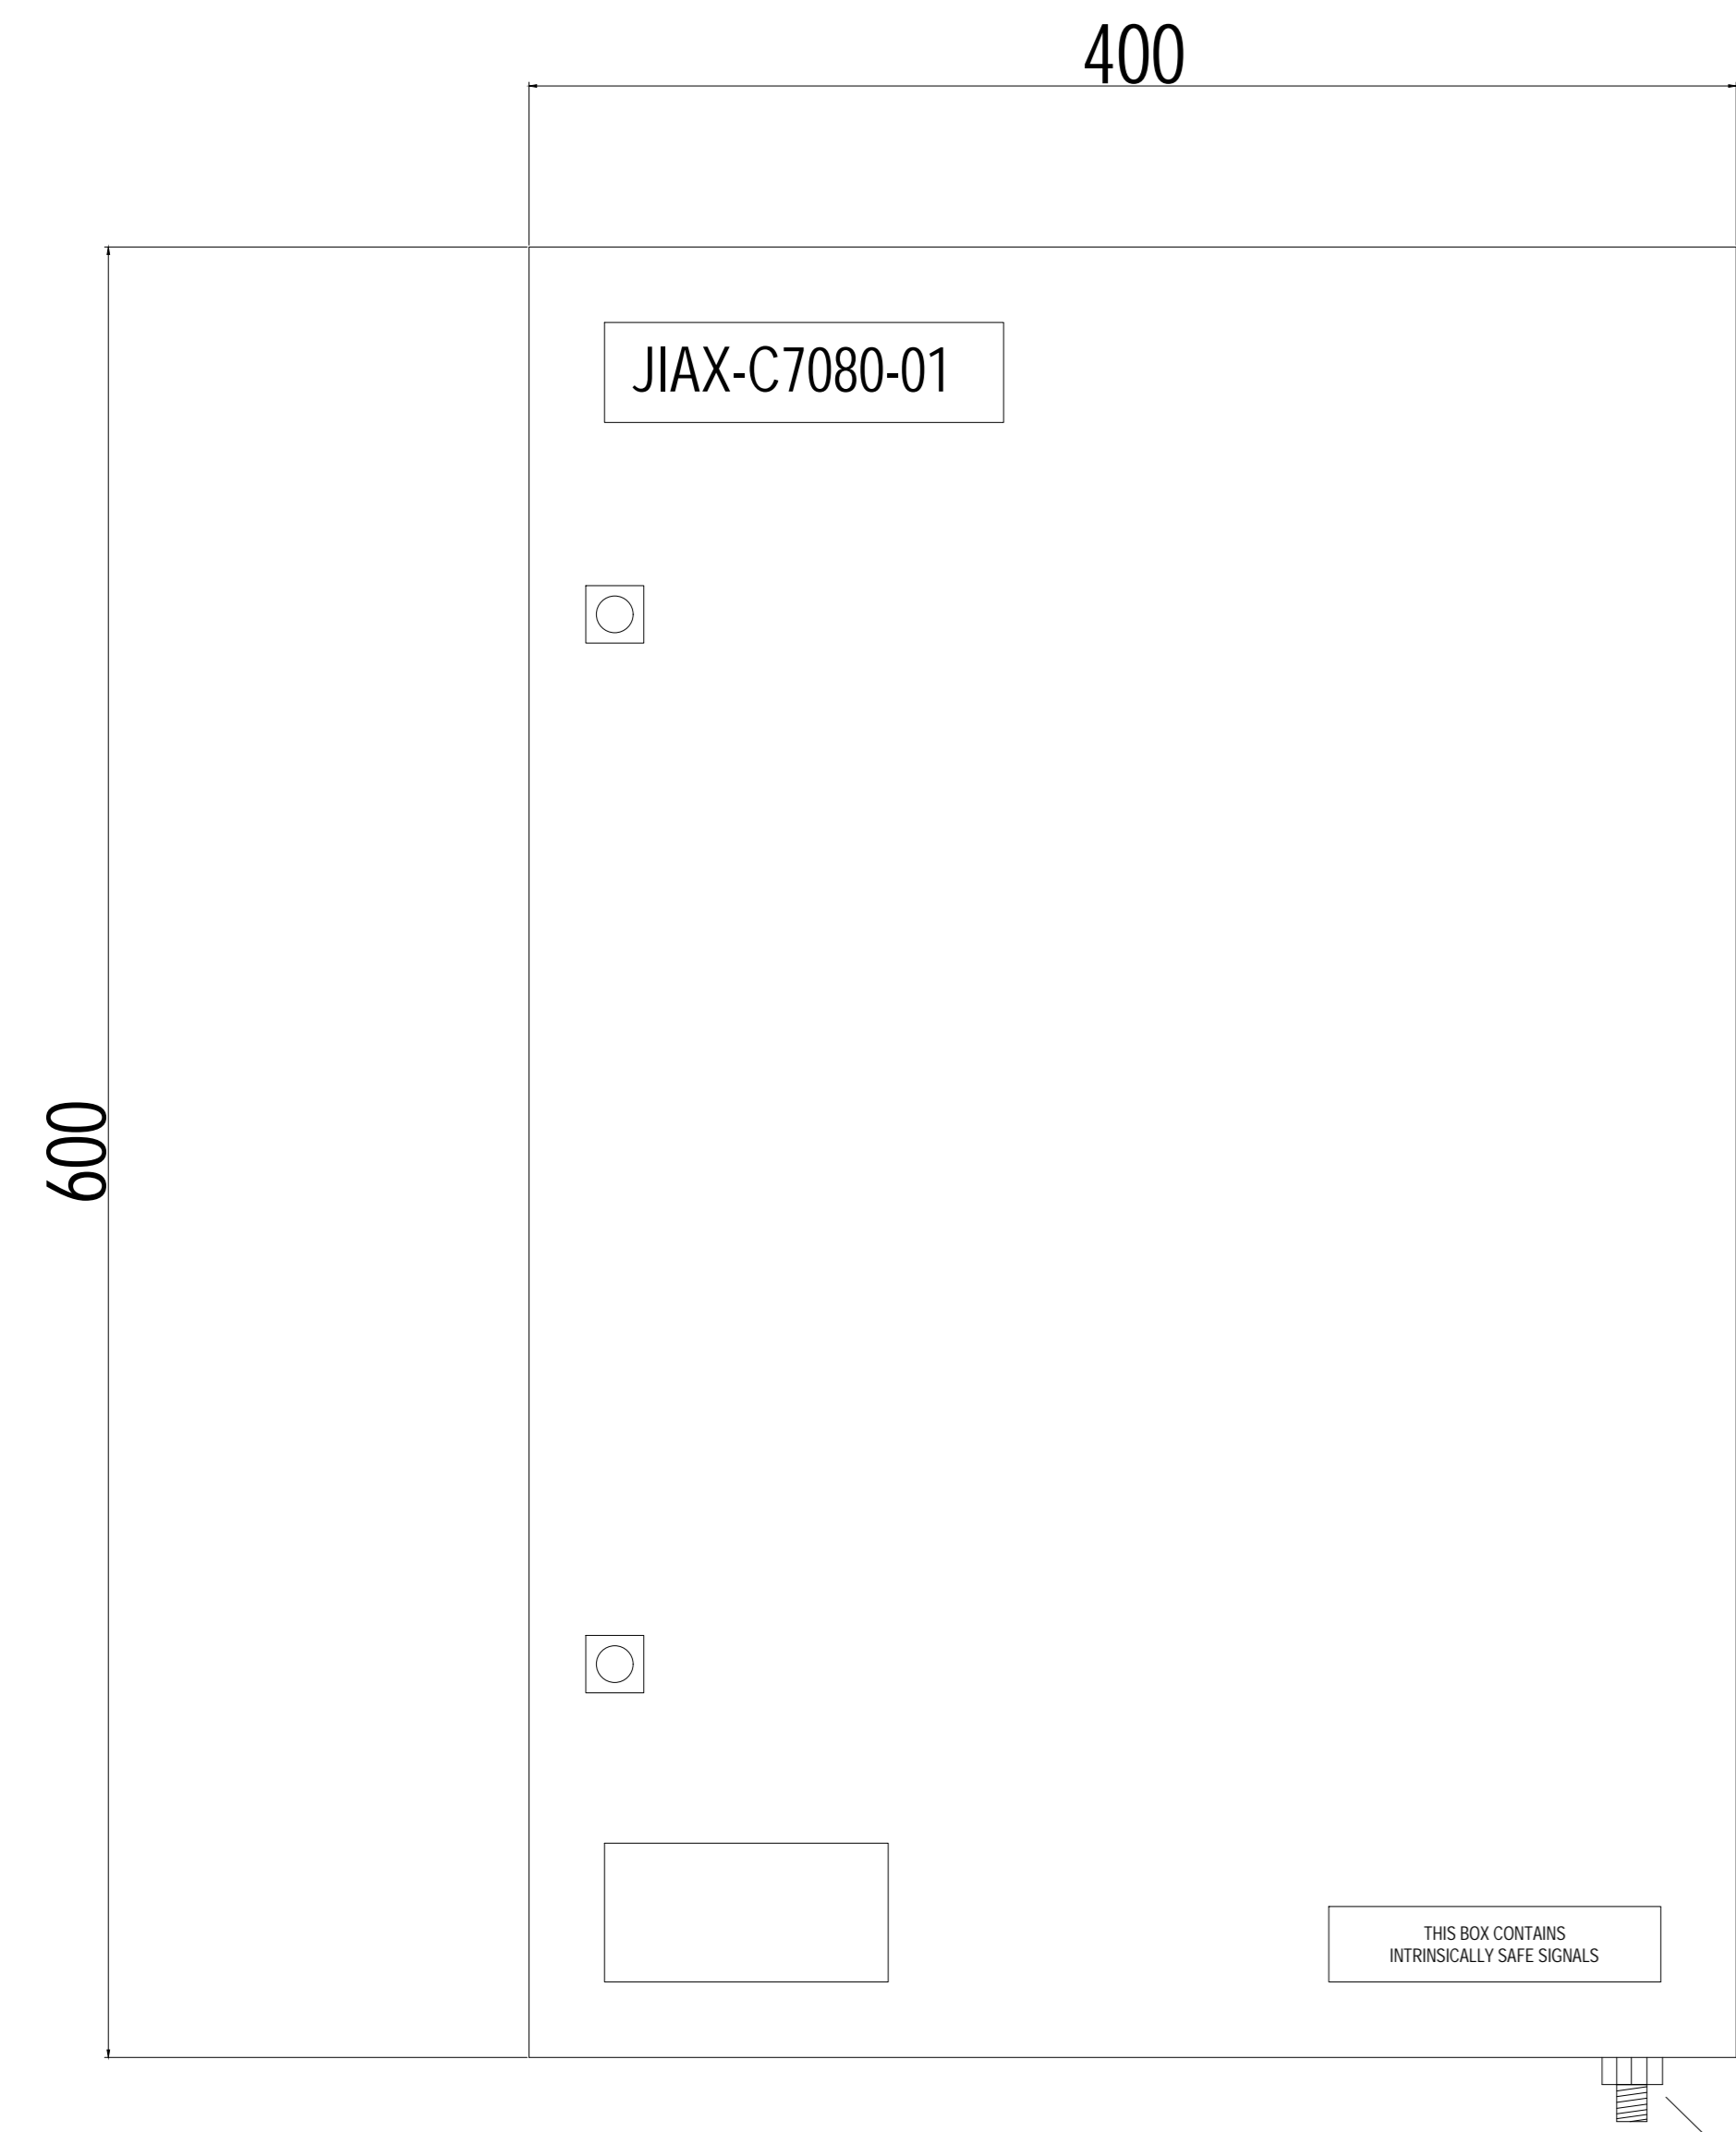 400
JIAX-C7080-01
600
THIS BOX CONTAINS
INTRINSICALLY SAFE SIGNALS